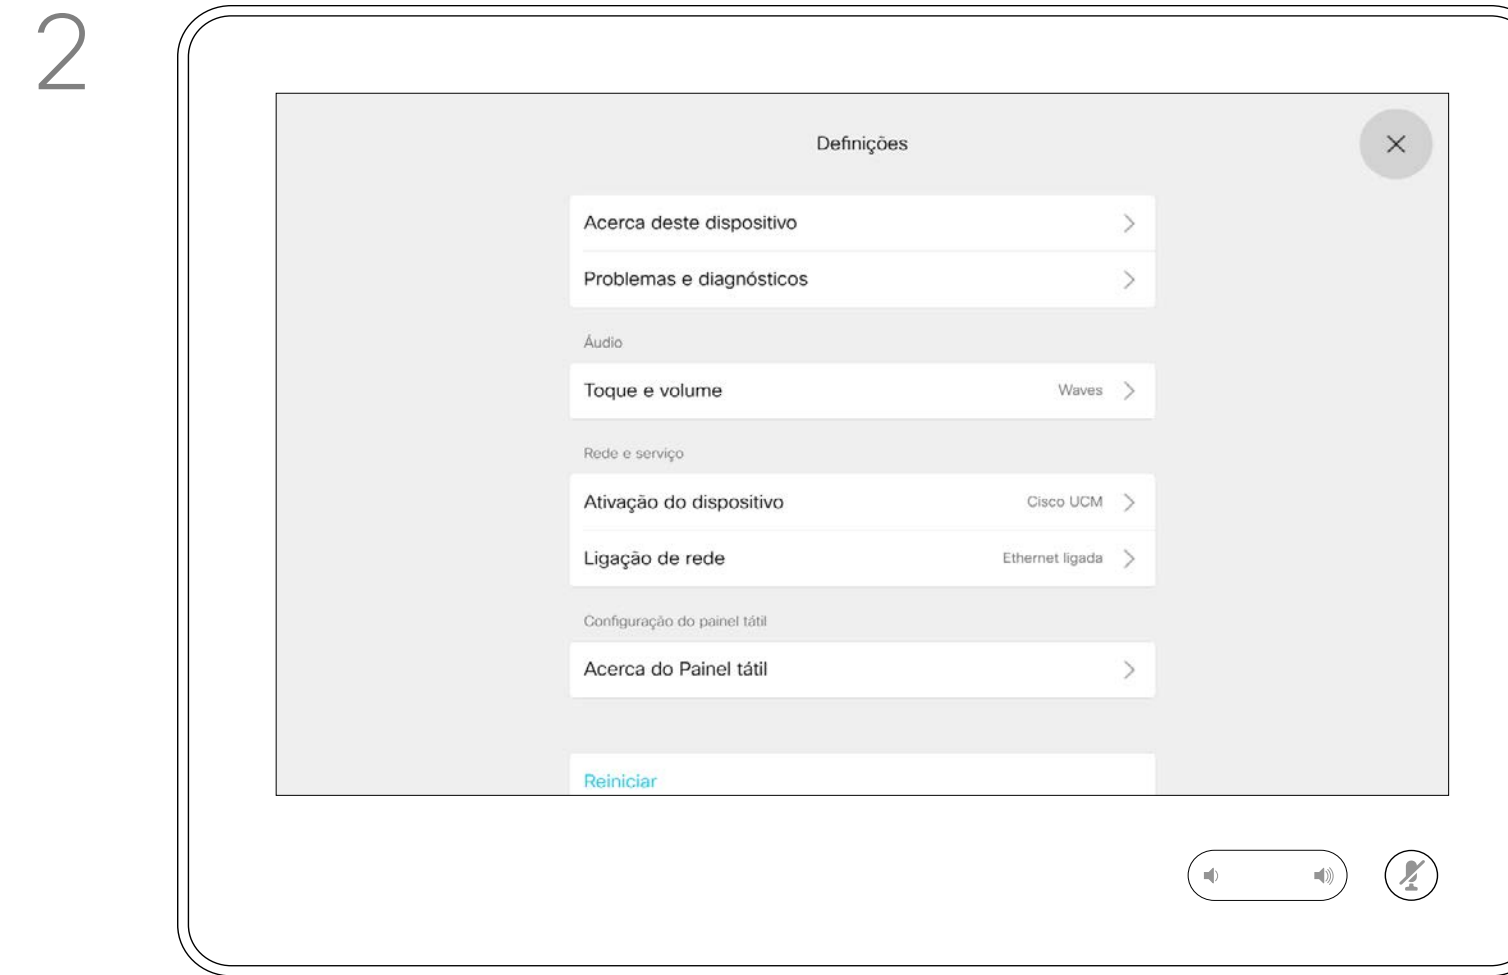 2
Definições
Acerca deste dispositivo
Problemas e diagnósticos
Áudio
Toque e volume Waves
Rede e serviço
Ativação do dispositivo Cisco UCM
Ligação de rede Ethernet ligada
Configuração do painel tátil
Acerca do Painel tátil
Reiniciar